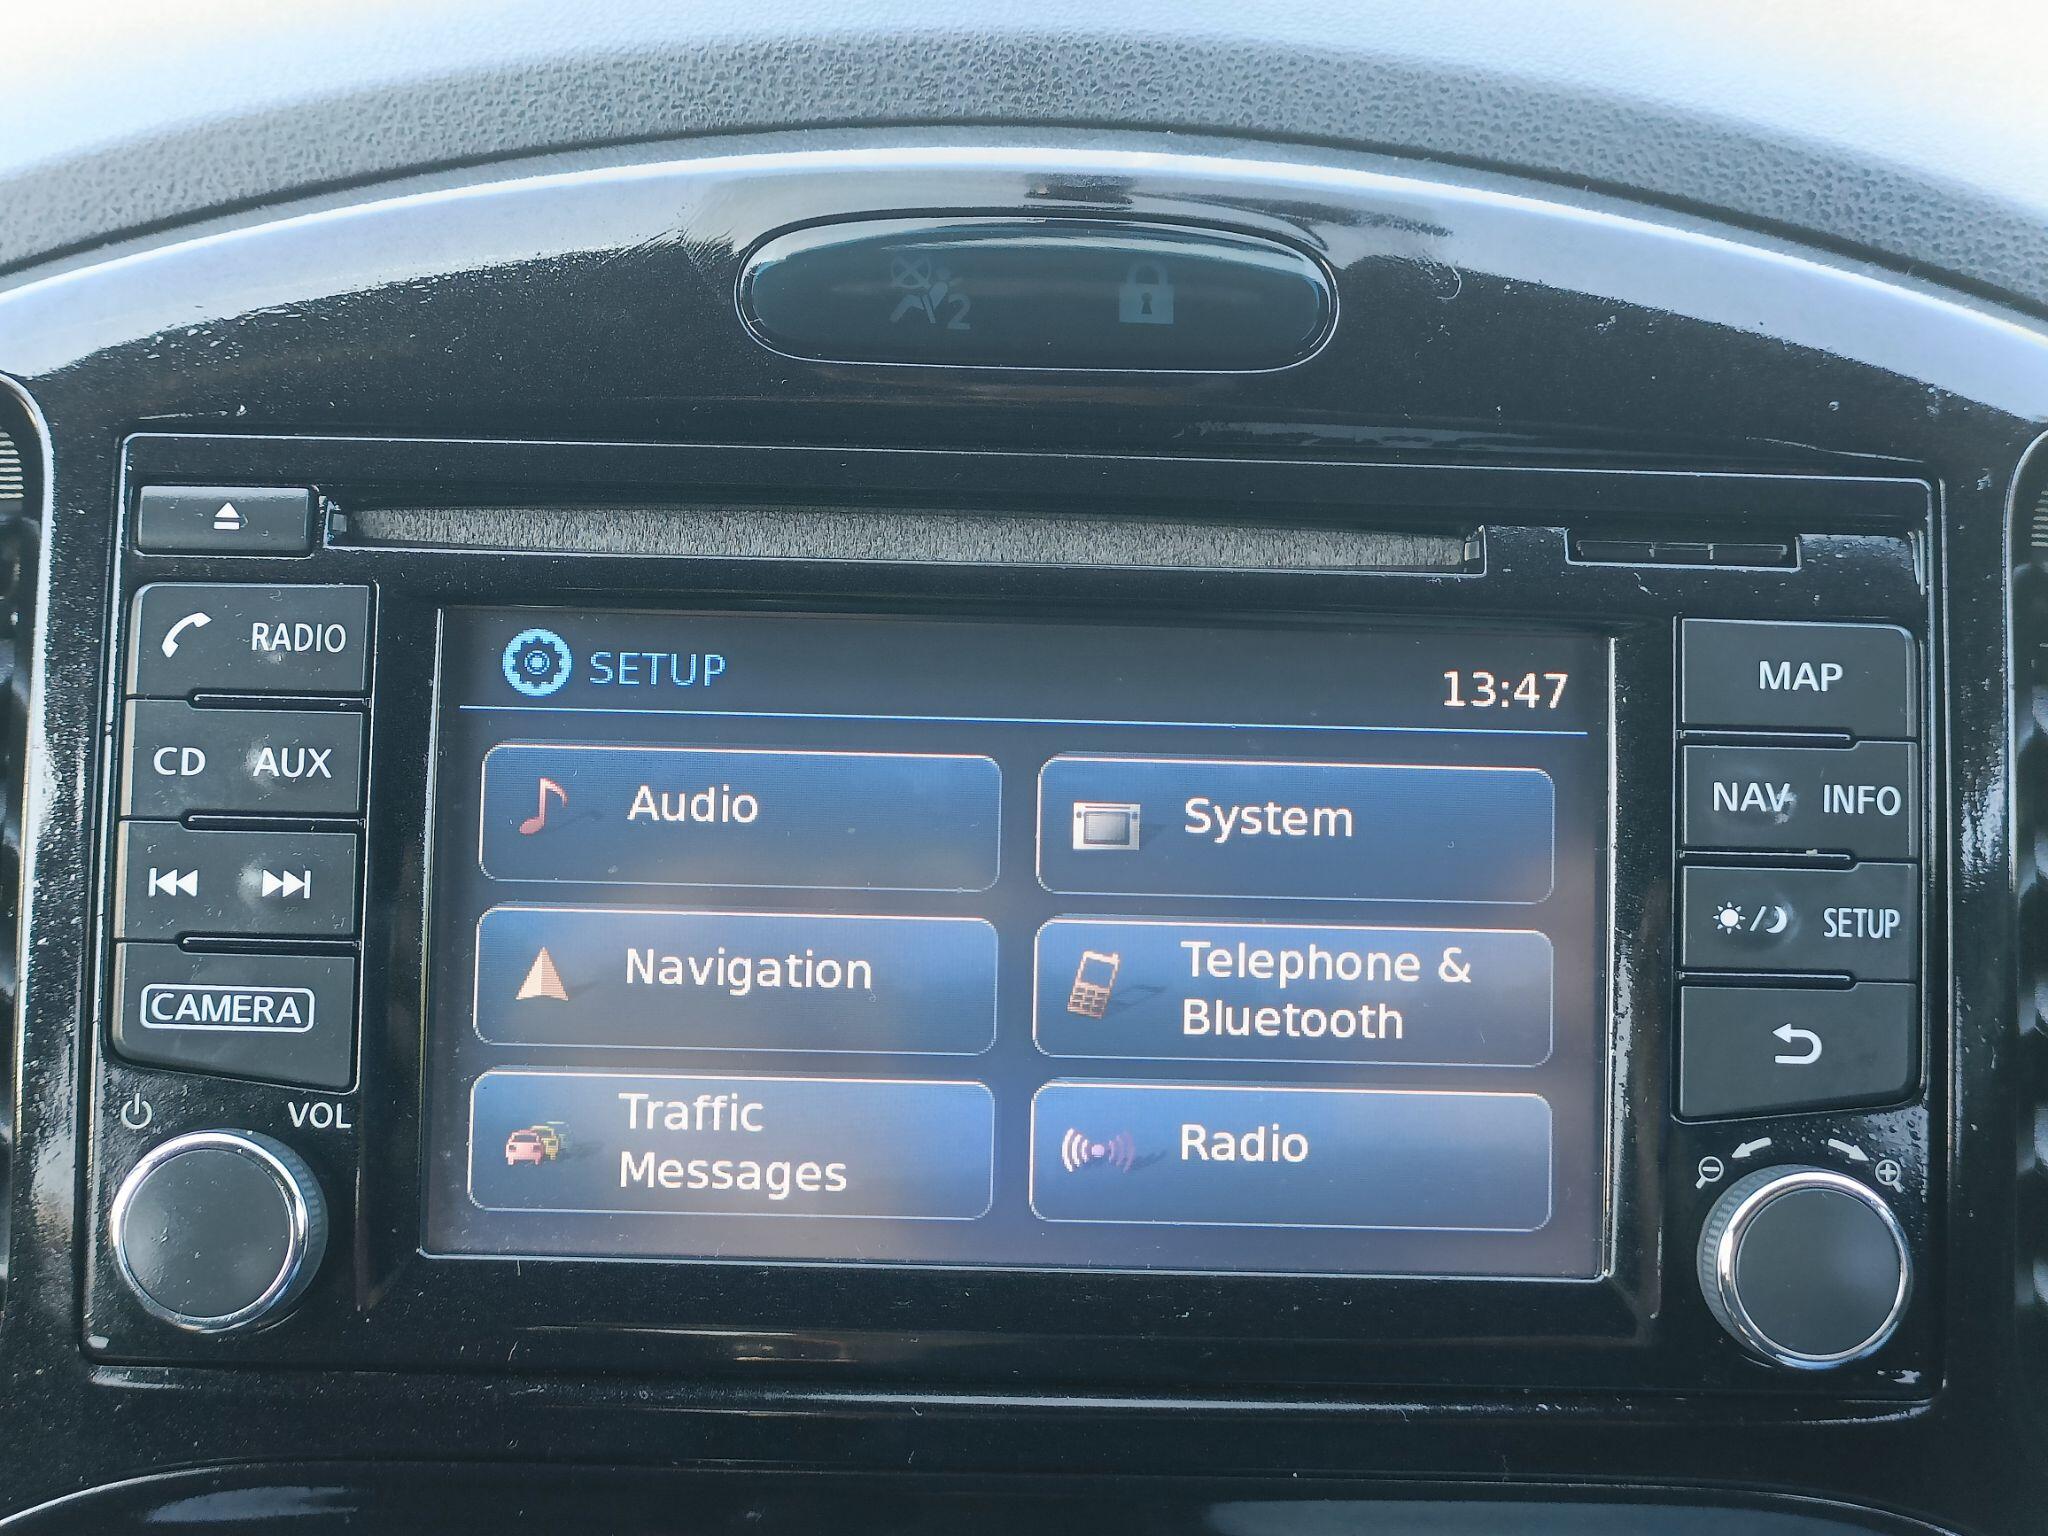 2
RADIO
CD AUX
CAMERA
VOL
SETUP
13:47
Audio
System
Navigation
Telephone &
Bluetooth
Traffic
Messages
Radio
MAP
NAV INFO
SETUP